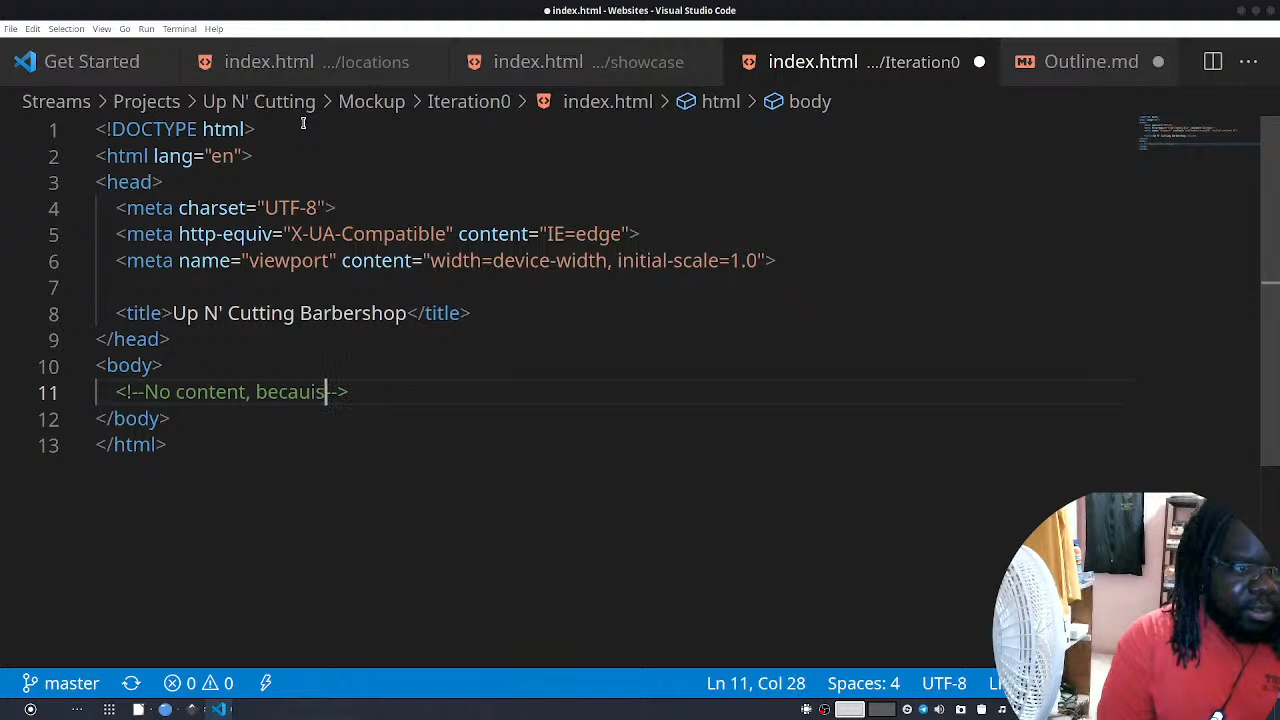 index.html - Websites - Visual Studio Code
File Edit Selection View Go Run Terminal Help
Get Started index.html .../locations index.html .../showcase index.html .../Iteration0 Outline.md
Streams > Projects > Up N' Cutting > Mockup > Iteration0 > index.html > html > body
1 <!DOCTYPE html>
2 <html lang="en">
3 <head>
4 <meta charset="UTF-8">
5 <meta http-equiv="X-UA-Compatible" content="IE=edge">
6 <meta name="viewport" content="width=device-width, initial-scale=1.0">
7
8 <title>Up N' Cutting Barbershop</title>
9 </head>
10 <body>
11 <!--No content, becauis-->
12 </body>
13 </html>
master 0 0 Ln 11, Col 28 Spaces: 4 UTF-8